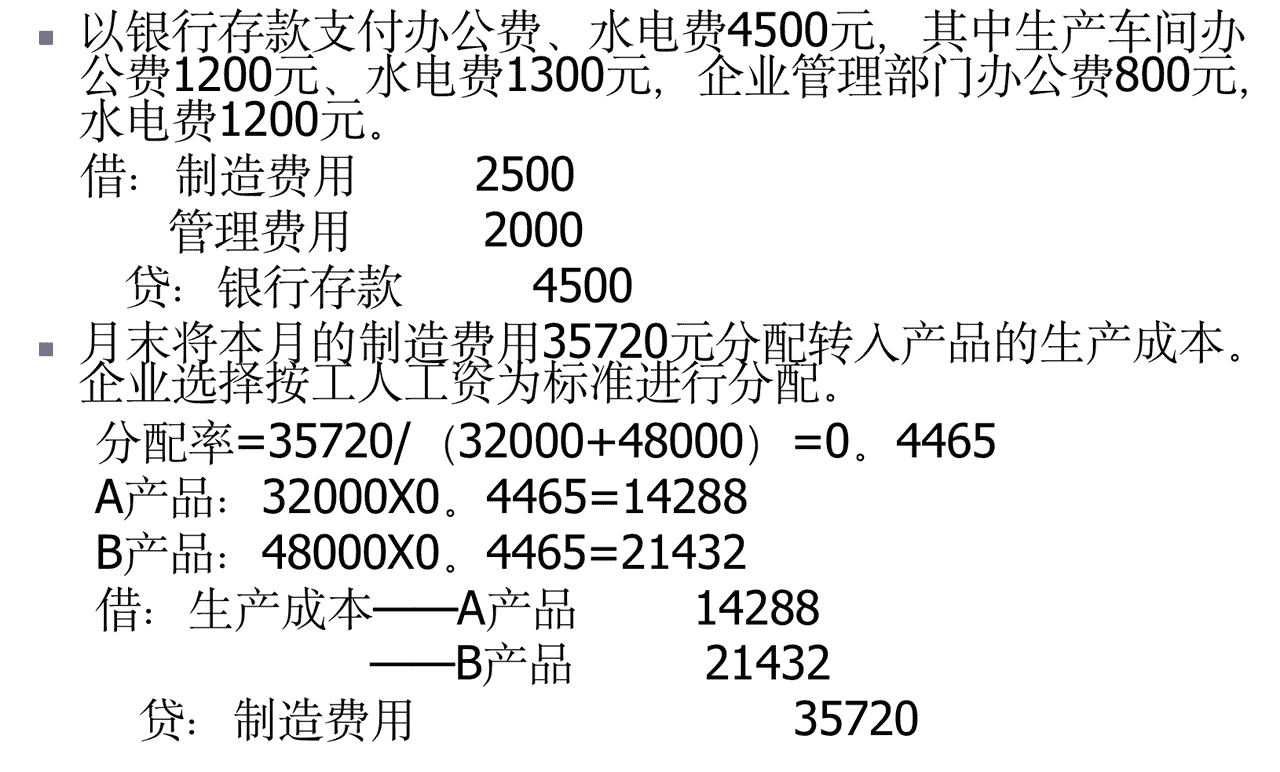 以银行存款支付办公费、水电费4500元，其中生产车间办
公费1200元、水电费1300元，企业管理部门办公费800元，
水电费1200元。
借：制造费用 2500
管理费用 2000
贷：银行存款 4500
月末将本月的制造费用35720元分配转入产品的生产成本。
企业选择按工人工资为标准进行分配。
分配率=35720/（32000+48000）=0。4465
A产品：32000X0。4465=14288
B产品：48000X0。4465=21432
借：生产成本——A产品 14288
——B产品 21432
贷：制造费用 35720